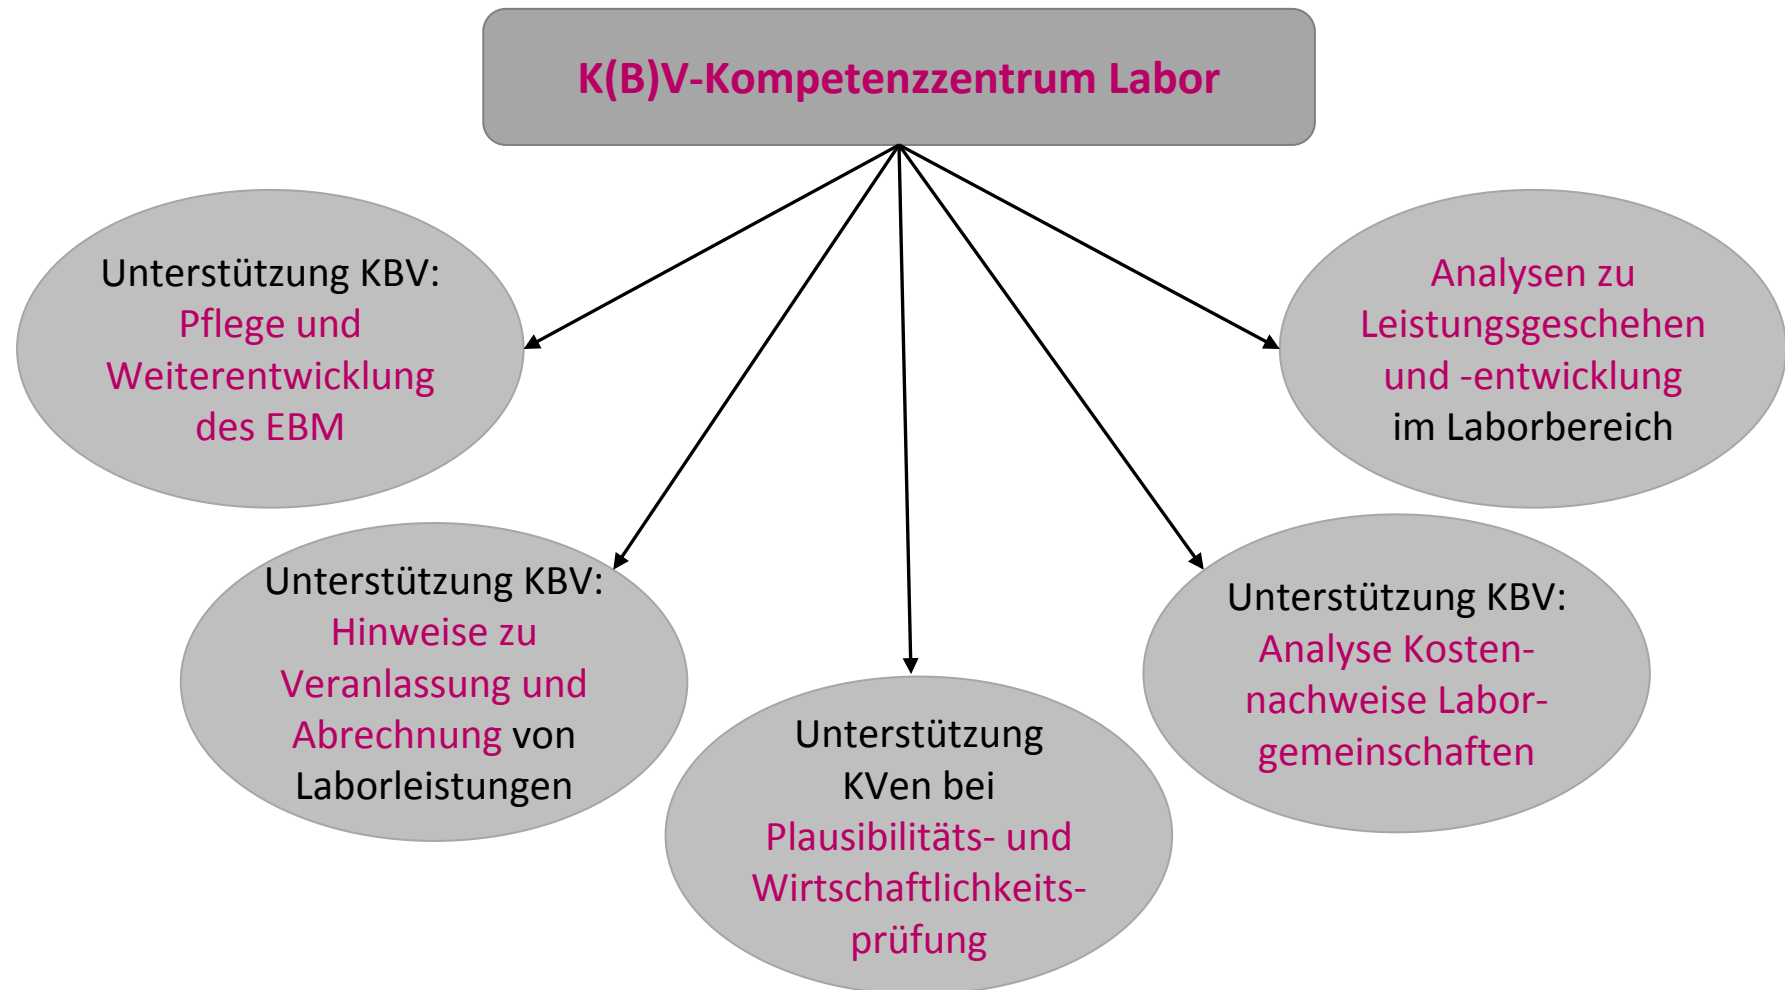 K(B)V-Kompetenzzentrum Labor
Unterstützung KBV:
Pflege und
Weiterentwicklung
des EBM
Unterstützung KBV:
Hinweise zu
Veranlassung und
Abrechnung von
Laborleistungen
Unterstützung
KVen bei
Plausibilitäts- und
Wirtschaftlichkeits-
prüfung
Unterstützung KBV:
Analyse Kosten-
nachweise Labor-
gemeinschaften
Analysen zu
Leistungsgeschehen
und -entwicklung
im Laborbereich